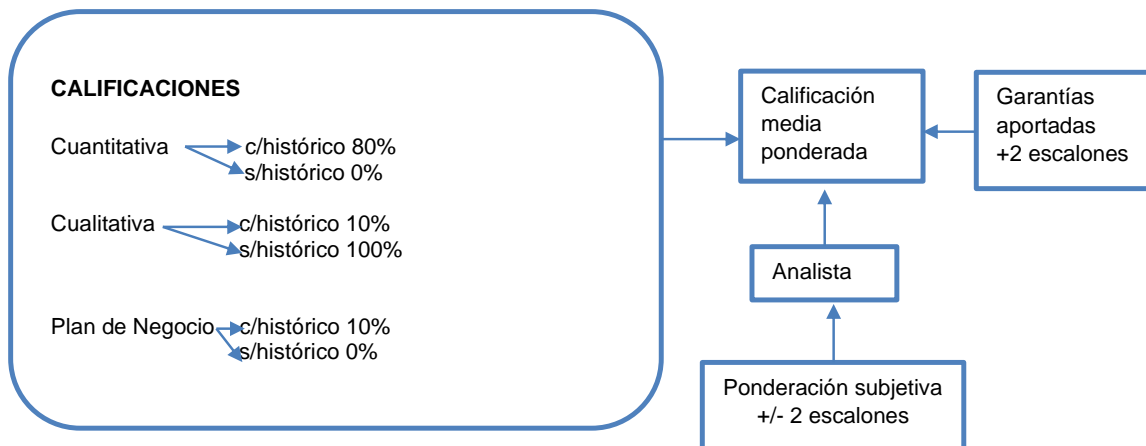 CALIFICACIONES
Cuantitativa c/histórico 80%
s/histórico 0%
Cualitativa c/histórico 10%
s/histórico 100%
Plan de Negocio c/histórico 10%
s/histórico 0%
Calificación
media
ponderada
Garantías
aportadas
+2 escalones
Analista
Ponderación subjetiva
+/- 2 escalones